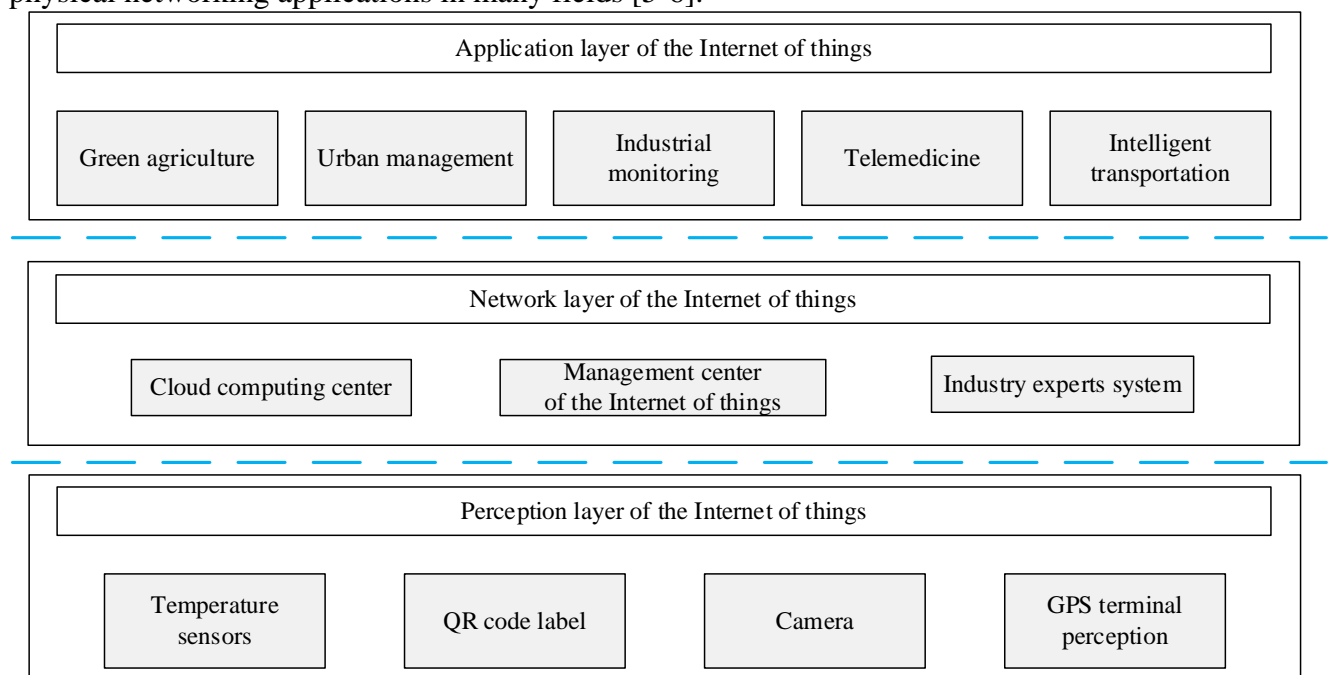 physical networking applications in many fields [5-6].
Application layer of the Internet of things
Green agriculture
Urban management
Industrial
monitoring
Telemedicine
Intelligent
transportation
Network layer of the Internet of things
Cloud computing center
Management center
of the Internet of things
Industry experts system
Perception layer of the Internet of things
Temperature
sensors
QR code label
Camera
GPS terminal
perception